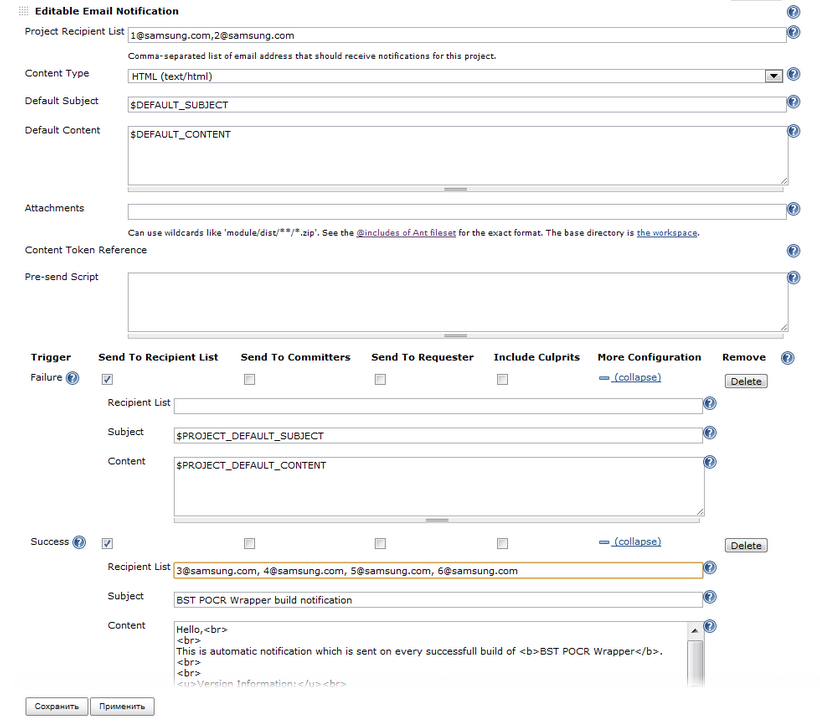 Editable Email Notification
Project Recipient List 1@samsung.com,2@samsung.com
Comma-separated list of email address that should receive notifications for this project.
Content Type HTML (text/html)
Default Subject $DEFAULT_SUBJECT
Default Content $DEFAULT_CONTENT
Attachments
Can use wildcards like 'module/dist/**/*.zip'. See the @includes of Ant fileset for the exact format. The base directory is the workspace.
Content Token Reference
Pre-send Script
Trigger Send To Recipient List Send To Committers Send To Requester Include Culprits More Configuration Remove
Failure (collapse) Delete
Recipient List
Subject $PROJECT_DEFAULT_SUBJECT
Content $PROJECT_DEFAULT_CONTENT
Success (collapse) Delete
Recipient List 3@samsung.com, 4@samsung.com, 5@samsung.com, 6@samsung.com
Subject BST POCR Wrapper build notification
Content Hello,<br>
<br>
This is automatic notification which is sent on every successfull build of <b>BST POCR Wrapper</b>.
<br>
<br>
<u>Version Information:</u><br>
Сохранить Применить